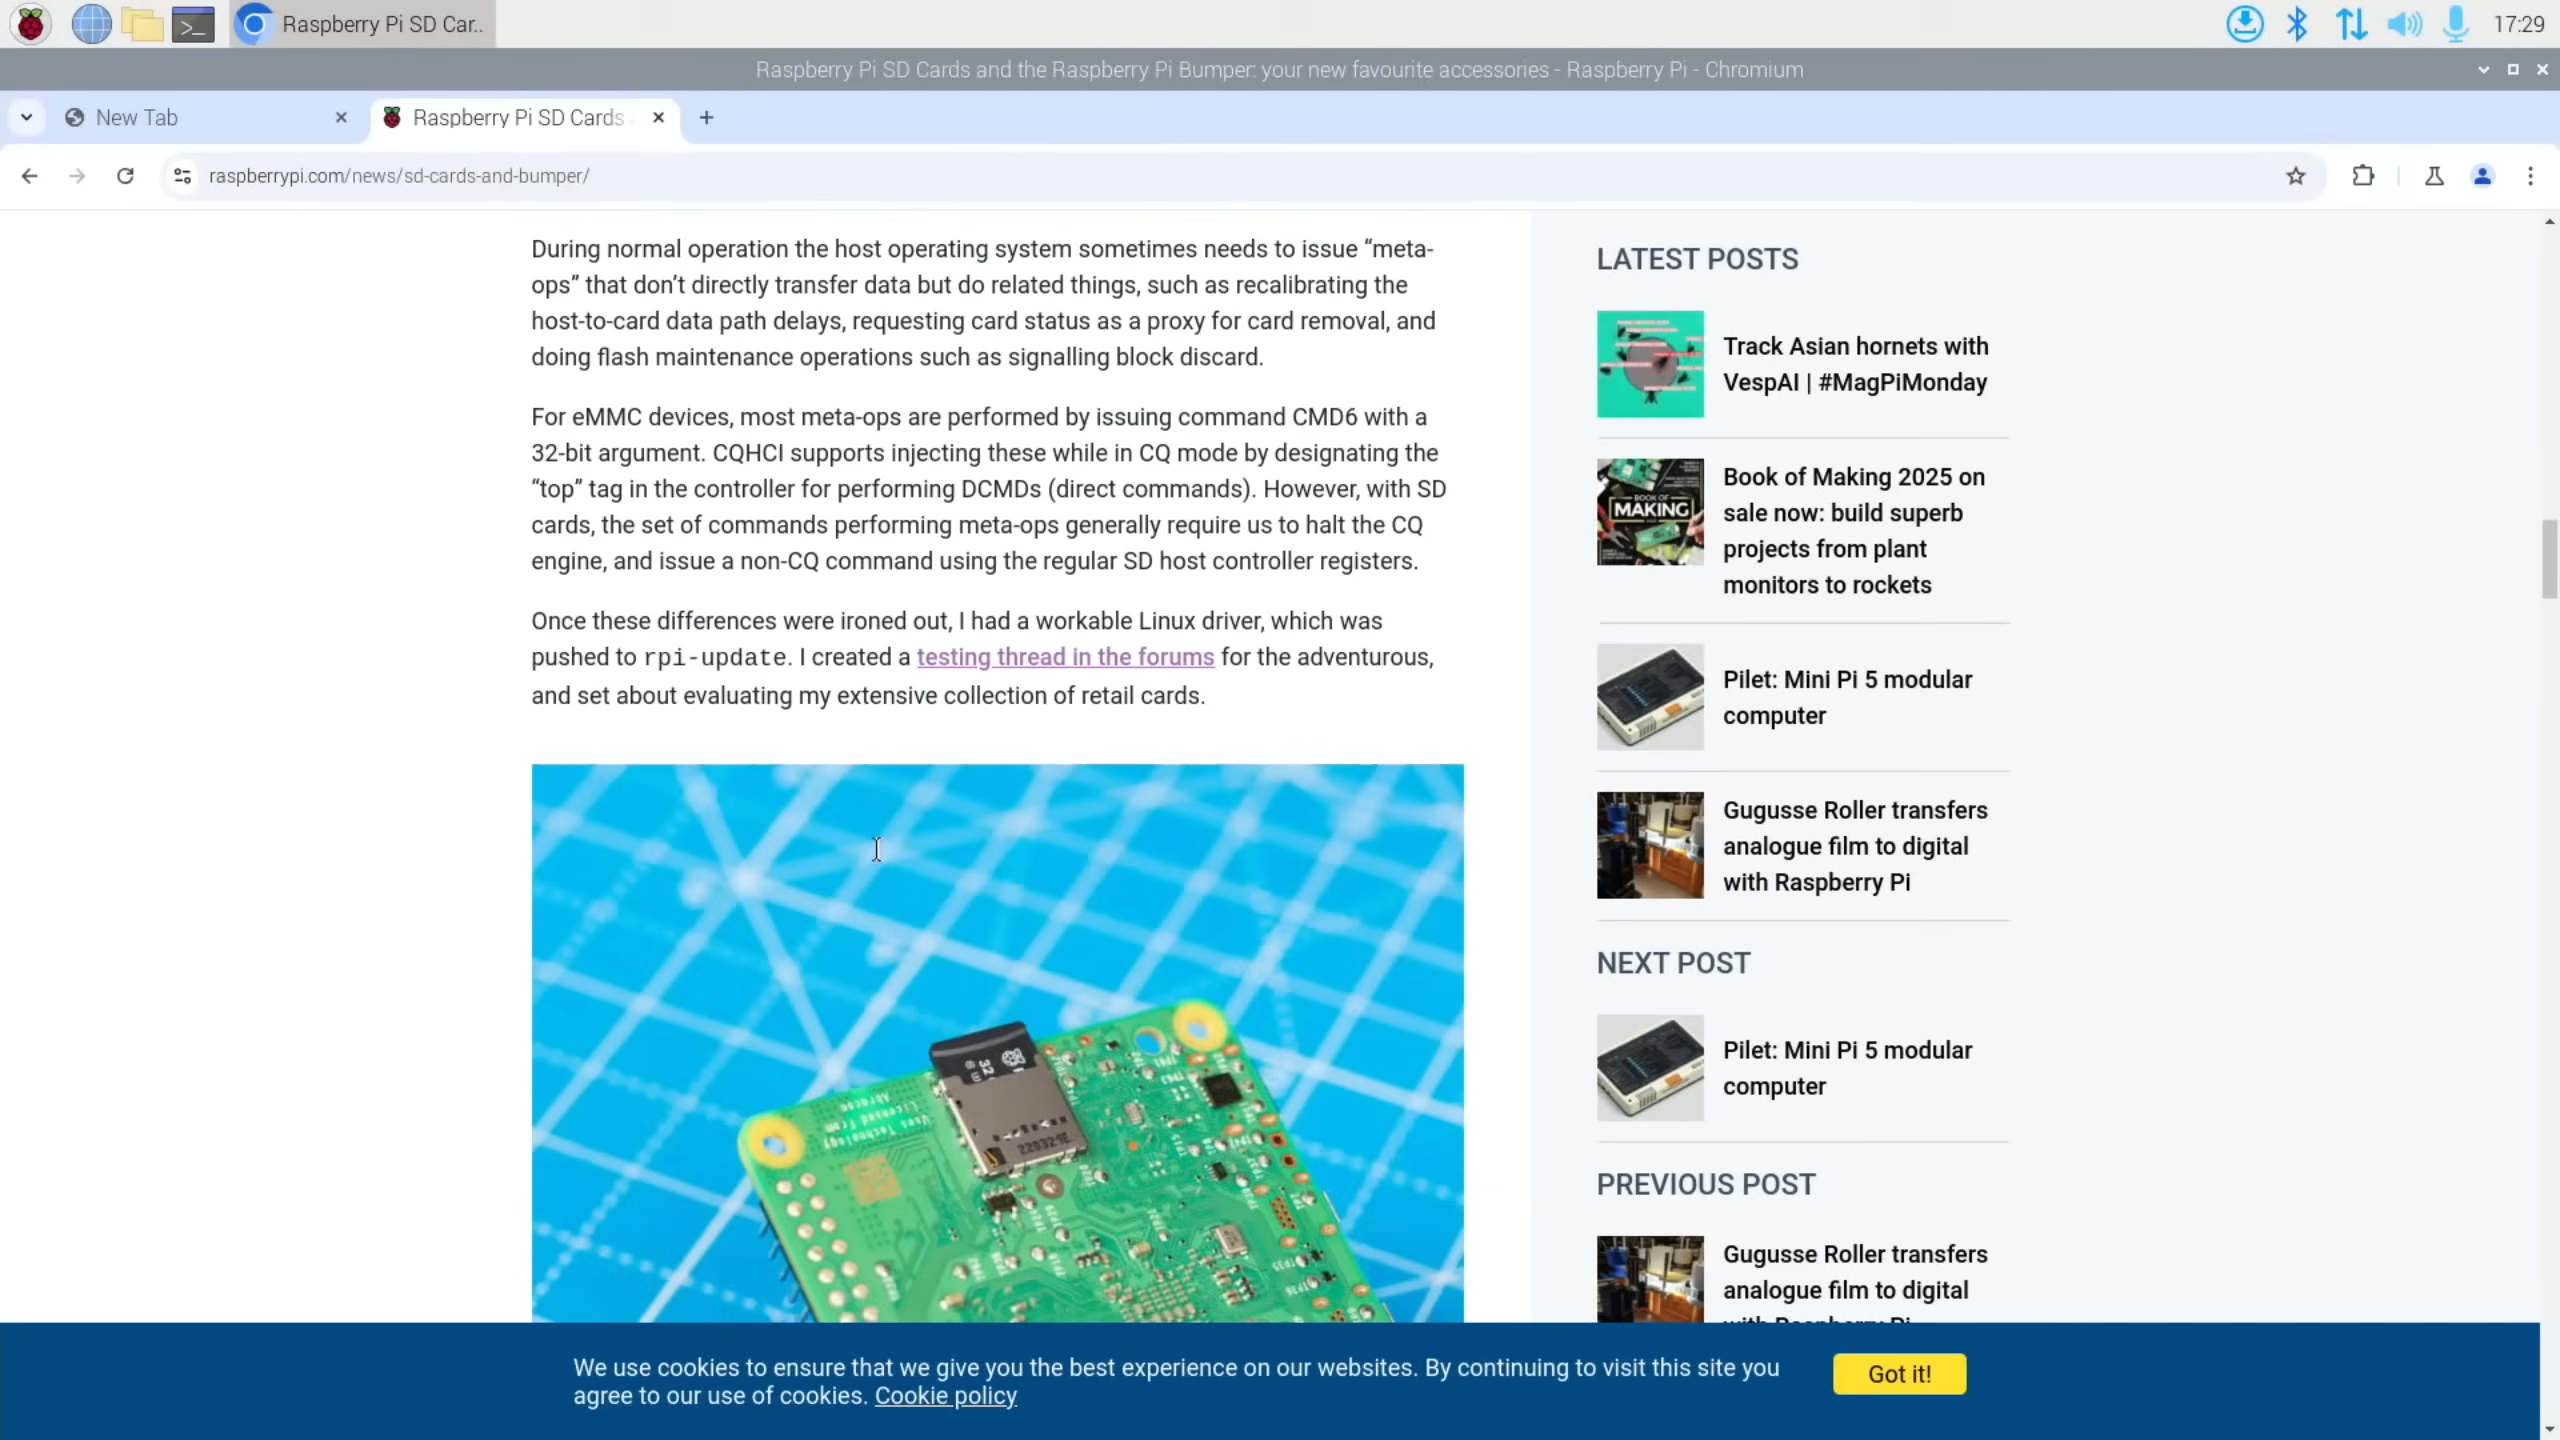 Raspberry Pi SD Car..
17:29
Raspberry Pi SD Cards and the Raspberry Pi Bumper: your new favourite accessories - Raspberry Pi - Chromium
New Tab
Raspberry Pi SD Cards
raspberrypi.com/news/sd-cards-and-bumper/
During normal operation the host operating system sometimes needs to issue “meta-
ops” that don’t directly transfer data but do related things, such as recalibrating the
host-to-card data path delays, requesting card status as a proxy for card removal, and
doing flash maintenance operations such as signalling block discard.
For eMMC devices, most meta-ops are performed by issuing command CMD6 with a
32-bit argument. CQHCI supports injecting these while in CQ mode by designating the
“top” tag in the controller for performing DCMDs (direct commands). However, with SD
cards, the set of commands performing meta-ops generally require us to halt the CQ
engine, and issue a non-CQ command using the regular SD host controller registers.
Once these differences were ironed out, I had a workable Linux driver, which was
pushed to rpi-update. I created a testing thread in the forums for the adventurous,
and set about evaluating my extensive collection of retail cards.
32
Abracon
Licensed From
Uses Technology
LATEST POSTS
Track Asian hornets with
VespAI | #MagPiMonday
BOOK OF
MAKING
Book of Making 2025 on
sale now: build superb
projects from plant
monitors to rockets
Pilet: Mini Pi 5 modular
computer
Gugusse Roller transfers
analogue film to digital
with Raspberry Pi
NEXT POST
Pilet: Mini Pi 5 modular
computer
PREVIOUS POST
Gugusse Roller transfers
analogue film to digital
with Raspberry Pi
We use cookies to ensure that we give you the best experience on our websites. By continuing to visit this site you
agree to our use of cookies. Cookie policy
Got it!